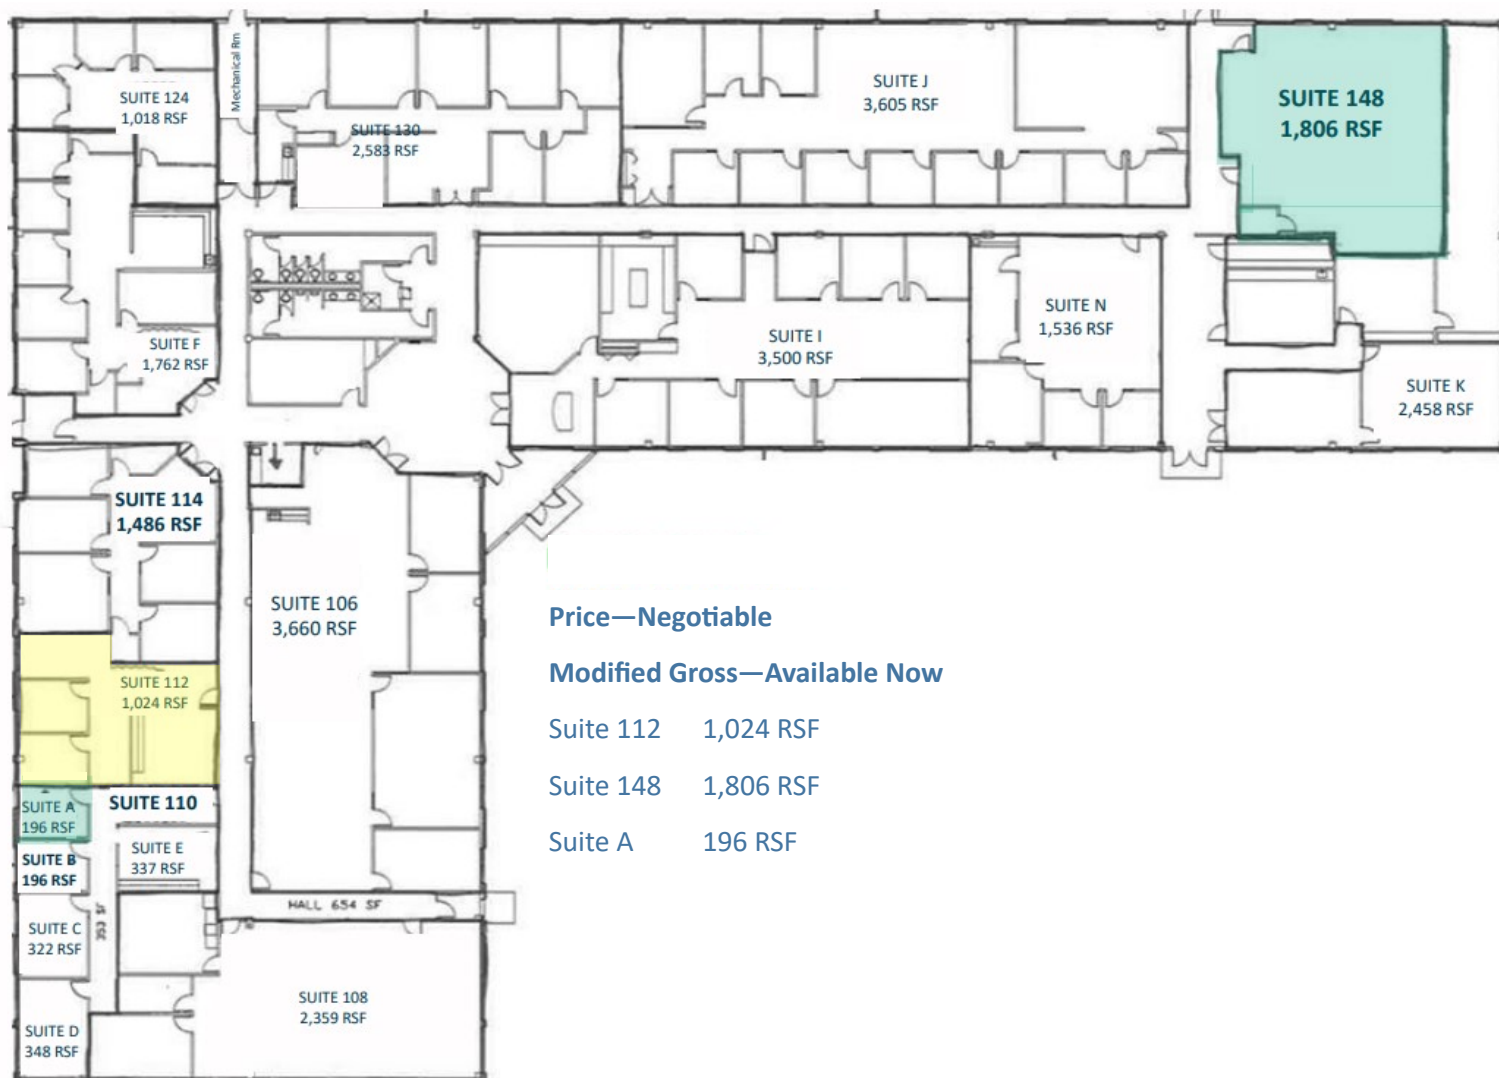 Mechanical Rm
SUITE 124
1,018 RSF
SUITE 130
2,583 RSF
SUITE J
3,605 RSF
SUITE 148
1,806 RSF
SUITE F
1,762 RSF
SUITE I
3,500 RSF
SUITE N
1,536 RSF
SUITE K
2,458 RSF
SUITE 114
1,486 RSF
SUITE 106
3,660 RSF
SUITE 112
1,024 RSF
SUITE A
196 RSF
SUITE 110
SUITE B
196 RSF
SUITE E
337 RSF
SUITE C
322 RSF
353 SF
HALL 654 SF
SUITE D
348 RSF
SUITE 108
2,359 RSF
Price—Negotiable
Modified Gross—Available Now
Suite 112 1,024 RSF
Suite 148 1,806 RSF
Suite A 196 RSF